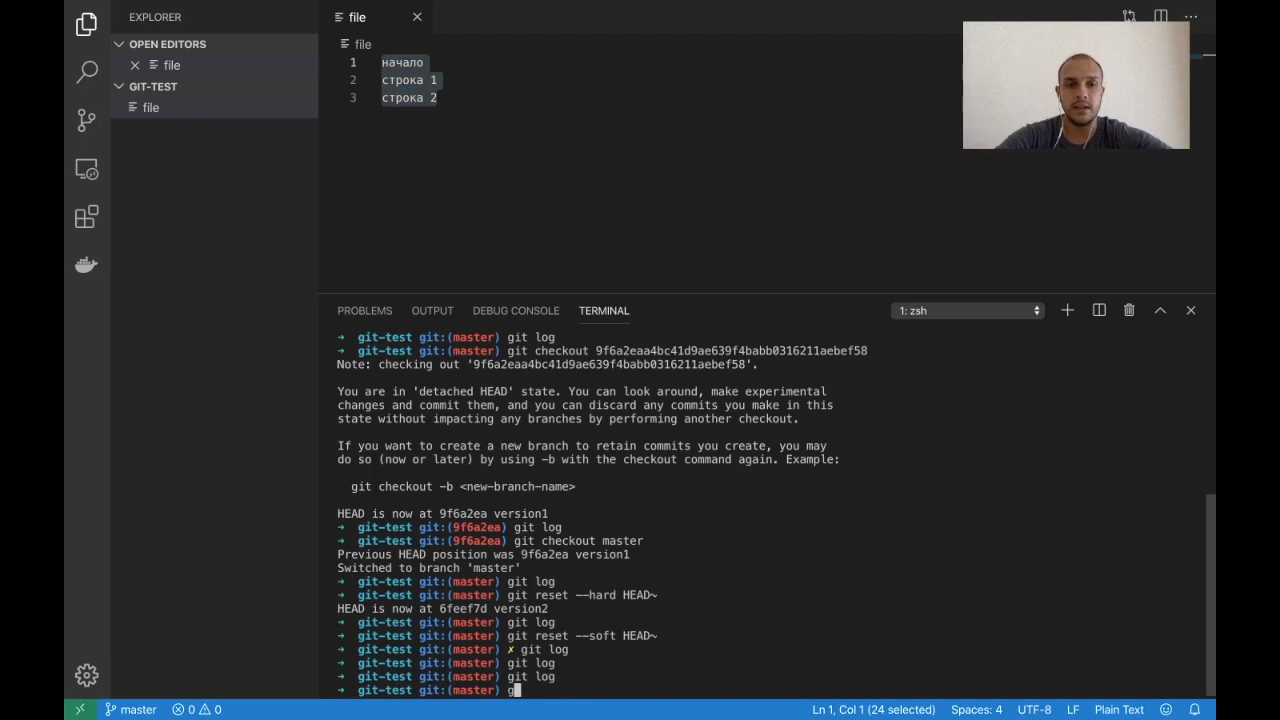 EXPLORER
OPEN EDITORS
file
GIT-TEST
file
file
file
1 начало
2 строка 1
3 строка 2
PROBLEMS OUTPUT DEBUG CONSOLE TERMINAL 1: zsh
➜ git-test git:(master) git log
➜ git-test git:(master) git checkout 9f6a2eaa4bc41d9ae639f4babb0316211aebef58
Note: checking out '9f6a2eaa4bc41d9ae639f4babb0316211aebef58'.
You are in 'detached HEAD' state. You can look around, make experimental
changes and commit them, and you can discard any commits you make in this
state without impacting any branches by performing another checkout.
If you want to create a new branch to retain commits you create, you may
do so (now or later) by using -b with the checkout command again. Example:
git checkout -b <new-branch-name>
HEAD is now at 9f6a2ea version1
➜ git-test git:(9f6a2ea) git log
➜ git-test git:(9f6a2ea) git checkout master
Previous HEAD position was 9f6a2ea version1
Switched to branch 'master'
➜ git-test git:(master) git log
➜ git-test git:(master) git reset --hard HEAD~
HEAD is now at 6feef7d version2
➜ git-test git:(master) git log
➜ git-test git:(master) git reset --soft HEAD~
➜ git-test git:(master) ✗ git log
➜ git-test git:(master) git log
➜ git-test git:(master) git log
➜ git-test git:(master) g
master 0 0 Ln 1, Col 1 (24 selected) Spaces: 4 UTF-8 LF Plain Text